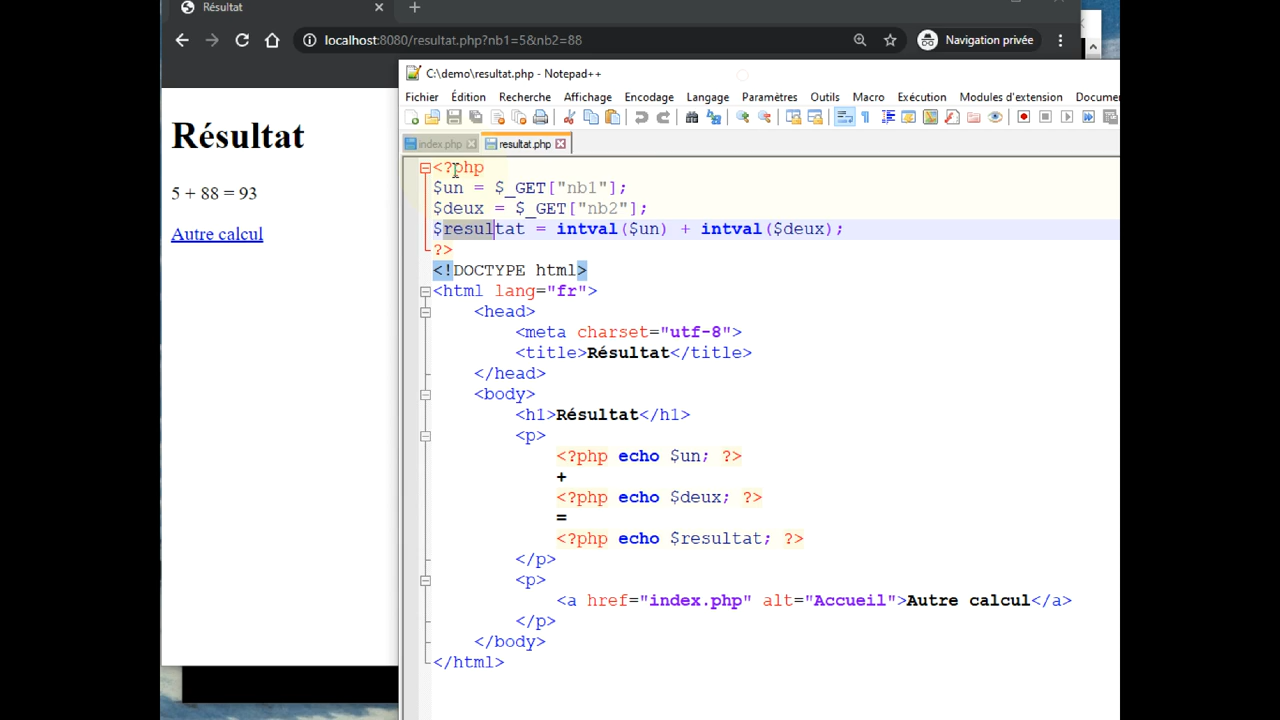 Résultat
localhost:8080/resultat.php?nb1=5&nb2=88
Navigation privée
Résultat
5 + 88 = 93
Autre calcul
C:\demo\resultat.php - Notepad++
Fichier Édition Recherche Affichage Encodage Langage Paramètres Outils Macro Exécution Modules d'extension Documen
index.php resultat.php
<?php
$un = $_GET["nb1"];
$deux = $_GET["nb2"];
$resultat = intval($un) + intval($deux);
?>
<!DOCTYPE html>
<html lang="fr">
<head>
<meta charset="utf-8">
<title>Résultat</title>
</head>
<body>
<h1>Résultat</h1>
<p>
<?php echo $un; ?>
+
<?php echo $deux; ?>
=
<?php echo $resultat; ?>
</p>
<p>
<a href="index.php" alt="Accueil">Autre calcul</a>
</p>
</body>
</html>